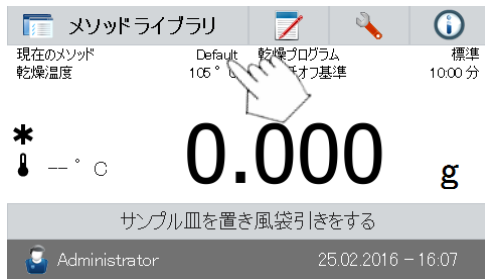 メソッドライブラリ
現在のメソッド Default 乾燥プログラム 標準
乾燥温度 105 ° オフ基準 10:00 分
-- ° C 0.000 g
サンプル皿を置き風袋引きをする
Administrator 25.02.2016 - 16:07